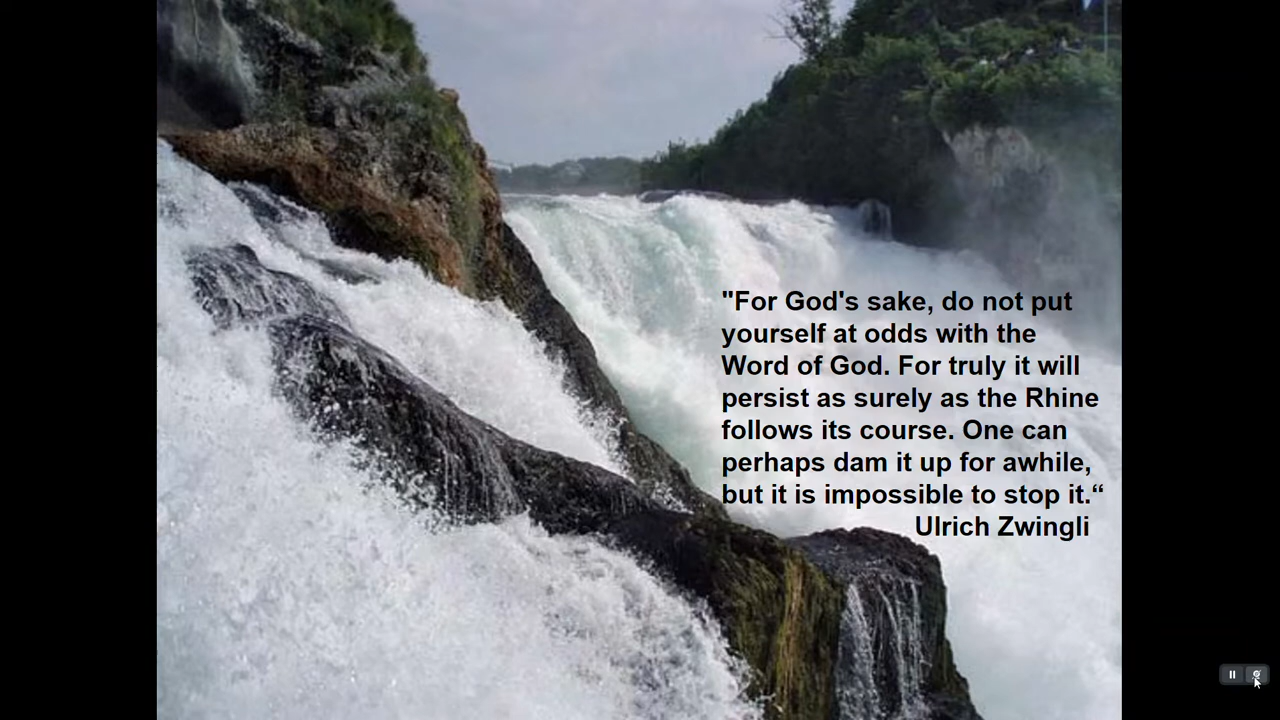 "For God's sake, do not put
yourself at odds with the
Word of God. For truly it will
persist as surely as the Rhine
follows its course. One can
perhaps dam it up for awhile,
but it is impossible to stop it.“
Ulrich Zwingli